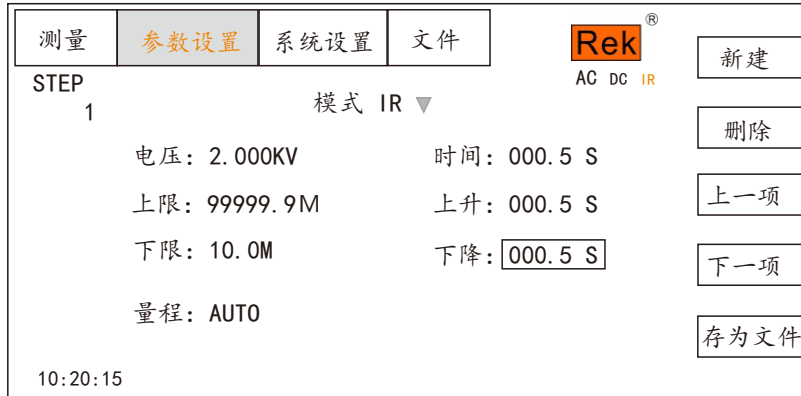 测量 参数设置 系统设置 文件 Rek®
AC DC IR
新建
STEP
1
模式 IR ▼
删除
电压: 2.000KV 时间: 000.5 S
上限: 99999.9M 上升: 000.5 S
上一项
下限: 10.0M 下降: 000.5 S
下一项
量程: AUTO
存为文件
10:20:15